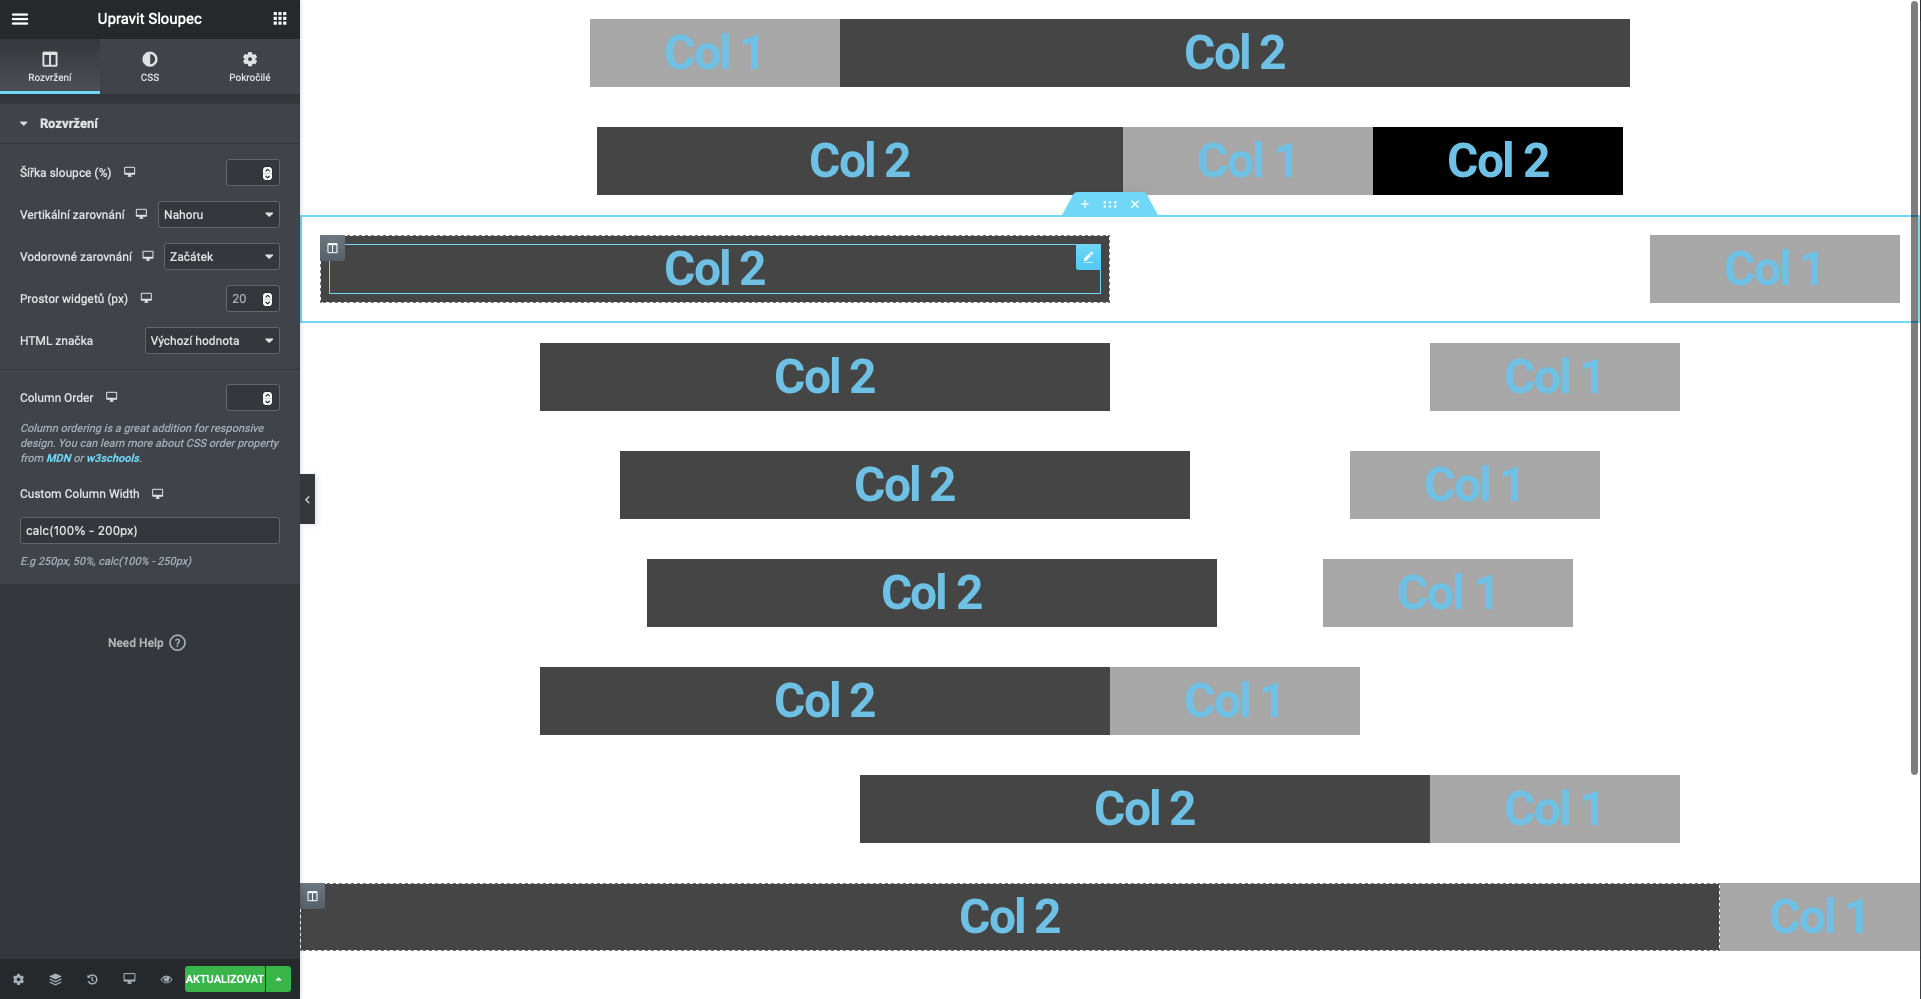 Upravit Sloupec
Rozvržení
CSS
Pokročilé
Rozvržení
Šířka sloupce (%)
Vertikální zarovnání
Nahoru
Vodorovné zarovnání
Začátek
Prostor widgetů (px)
20
HTML značka
Výchozí hodnota
Column Order
Column ordering is a great addition for responsive
design. You can learn more about CSS order property
from MDN or w3schools.
Custom Column Width
calc(100% - 200px)
E.g 250px, 50%, calc(100% - 250px)
Need Help ?
AKTUALIZOVAT
Col 1 Col 2
Col 2 Col 1 Col 2
Col 2 Col 1
Col 2 Col 1
Col 2 Col 1
Col 2 Col 1
Col 2 Col 1
Col 2 Col 1
Col 2 Col 1